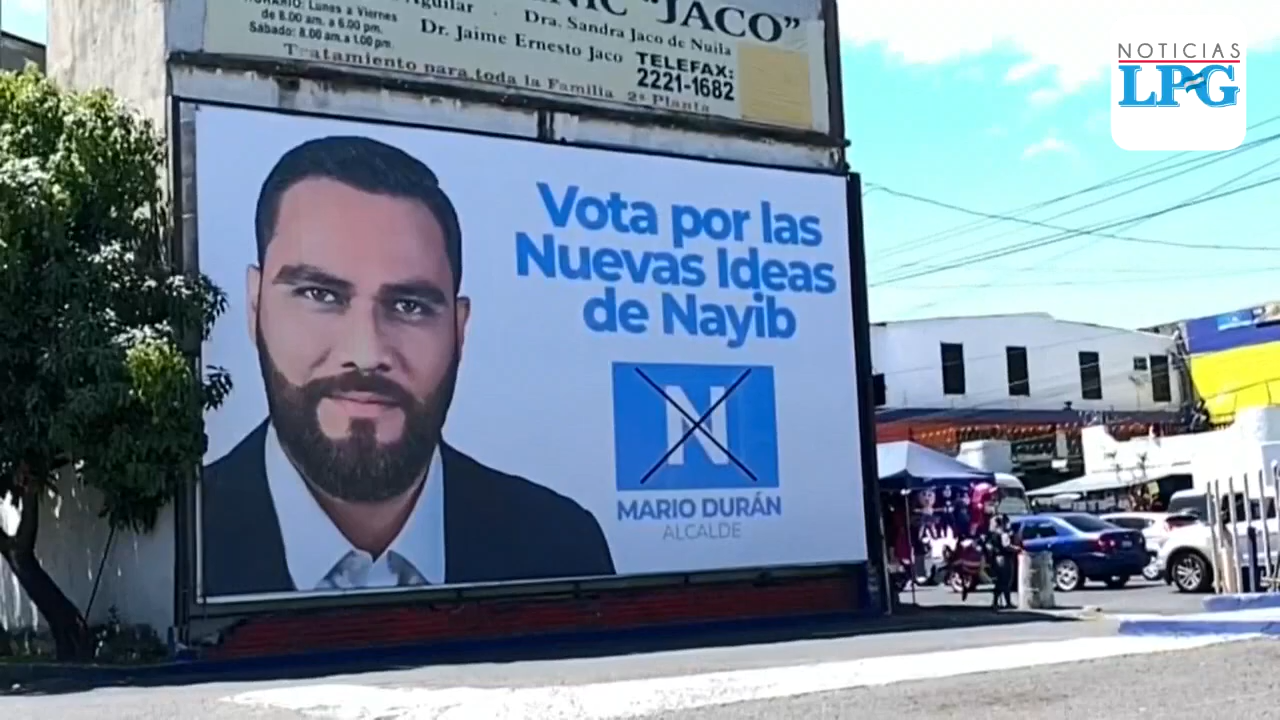 NOTICIAS
LPG
"JACO"
HORARIO: Lunes a Viernes
de 8.00 am. a 6.00 pm.
Sábado: 8.00 am. a 1.00 pm.
Aguilar
Dra. Sandra Jaco de Nuila
Dr. Jaime Ernesto Jaco
TELEFAX:
2221-1682
Tratamiento para toda la Familia 2ª Planta
Vota por las
Nuevas Ideas
de Nayib
N
MARIO DURÁN
ALCALDE